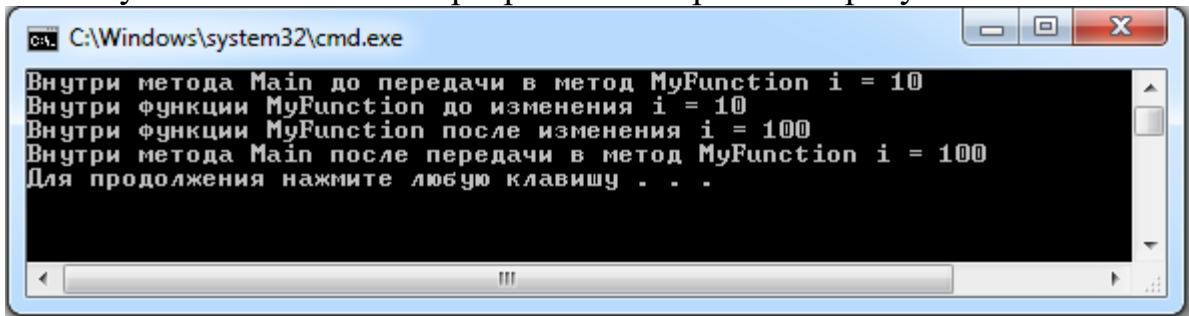 C:\Windows\system32\cmd.exe
Внутри метода Main до передачи в метод MyFunction i = 10
Внутри функции MyFunction до изменения i = 10
Внутри функции MyFunction после изменения i = 100
Внутри метода Main после передачи в метод MyFunction i = 100
Для продолжения нажмите любую клавишу . . .